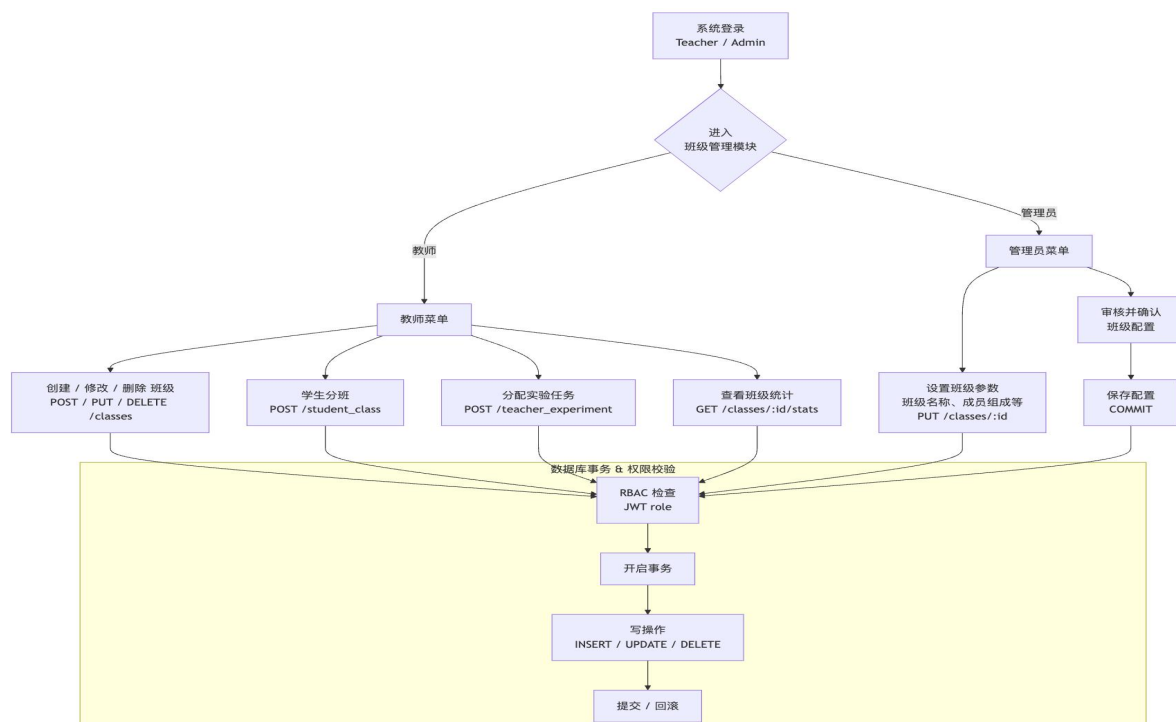 系统登录
Teacher / Admin
进入
班级管理模块
管理员
教师
管理员菜单
教师菜单
审核并确认
班级配置
创建 / 修改 / 删除 班级
POST / PUT / DELETE
/classes
学生分班
POST /student_class
分配实验任务
POST /teacher_experiment
查看班级统计
GET /classes/:id/stats
设置班级参数
班级名称、成员组成等
PUT /classes/:id
保存配置
COMMIT
数据库事务 & 权限校验
RBAC 检查
JWT role
开启事务
写操作
INSERT / UPDATE / DELETE
提交 / 回滚